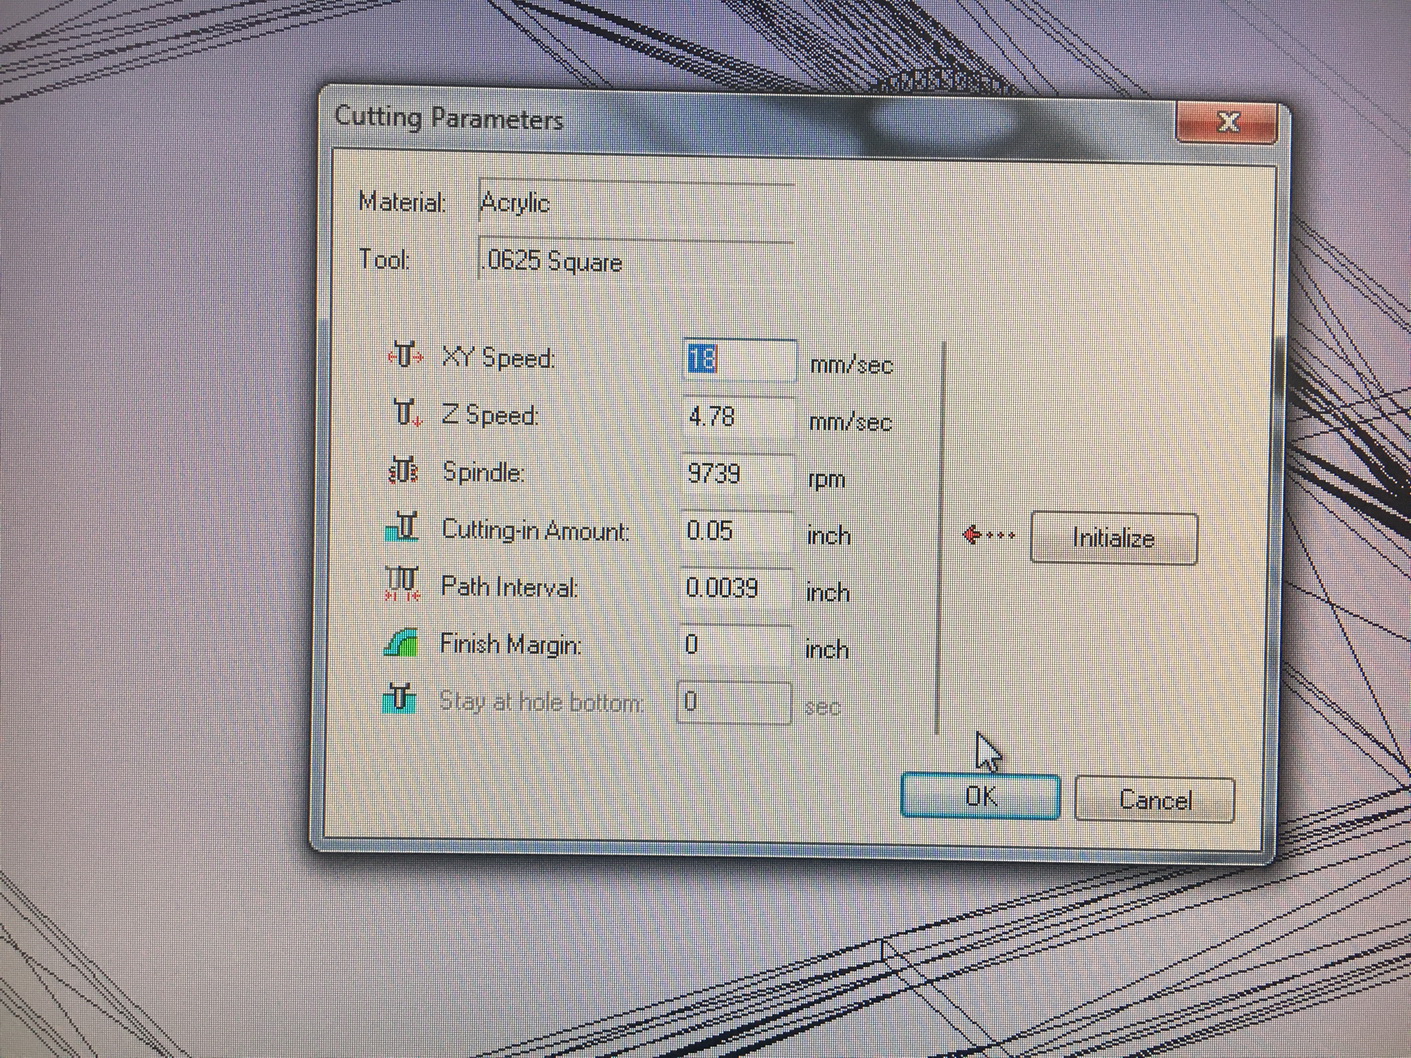 Cutting Parameters
X
Material: Acrylic
Tool: .0625 Square
XY Speed: 18 mm/sec
Z Speed: 4.78 mm/sec
Spindle: 9739 rpm
Cutting-in Amount: 0.05 inch
Initialize
Path Interval: 0.0039 inch
Finish Margin: 0 inch
Stay at hole bottom: 0 sec
OK Cancel